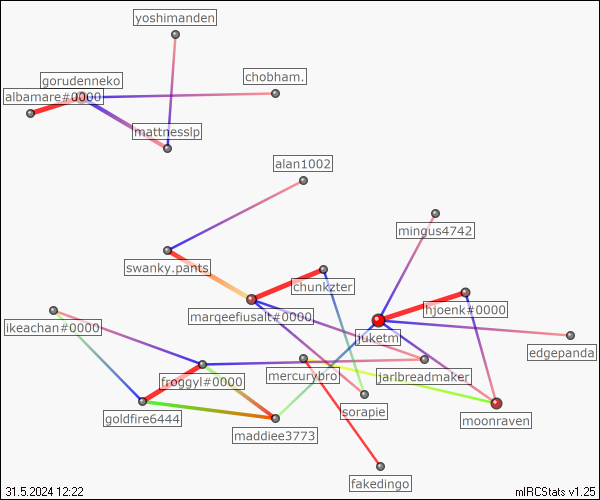 yoshimanden
gorudenneko
chobham.
albamare#0000
mattnesslp
alan1002
mingus4742
swanky.pants
chunkzter
marqeefiusalt#0000
hjoenk#0000
ikeachan#0000
juketm
edgepanda
mercurybro
jarlbreadmaker
froggyl#0000
sorapie
goldfire6444
moonraven
maddiee3773
fakedingo
31.5.2024 12:22
mIRCStats v1.25